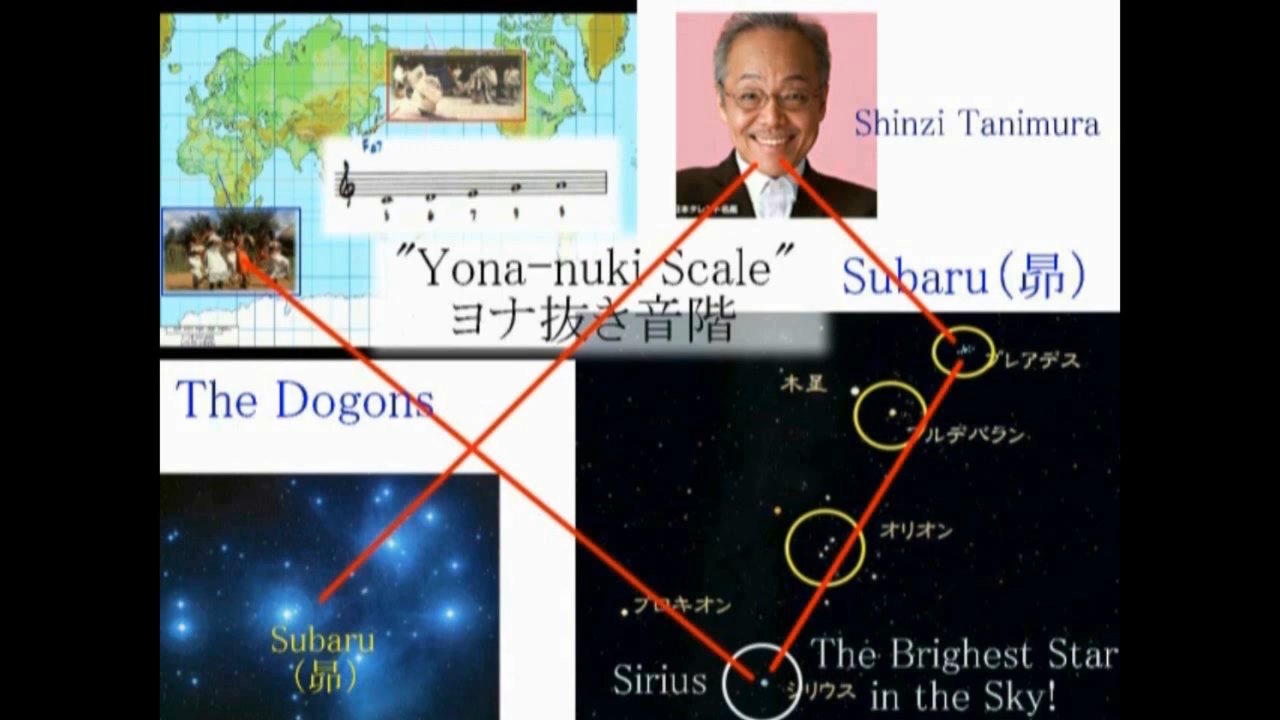 Shinzi Tanimura
"Yona-nuki Scale"
ヨナ抜き音階
Subaru(昴)
The Dogons
プレアデス
木星
アルデバラン
オリオン
プロキオン
Subaru
(昴)
Sirius
シリウス
The Brighest Star
in the Sky!